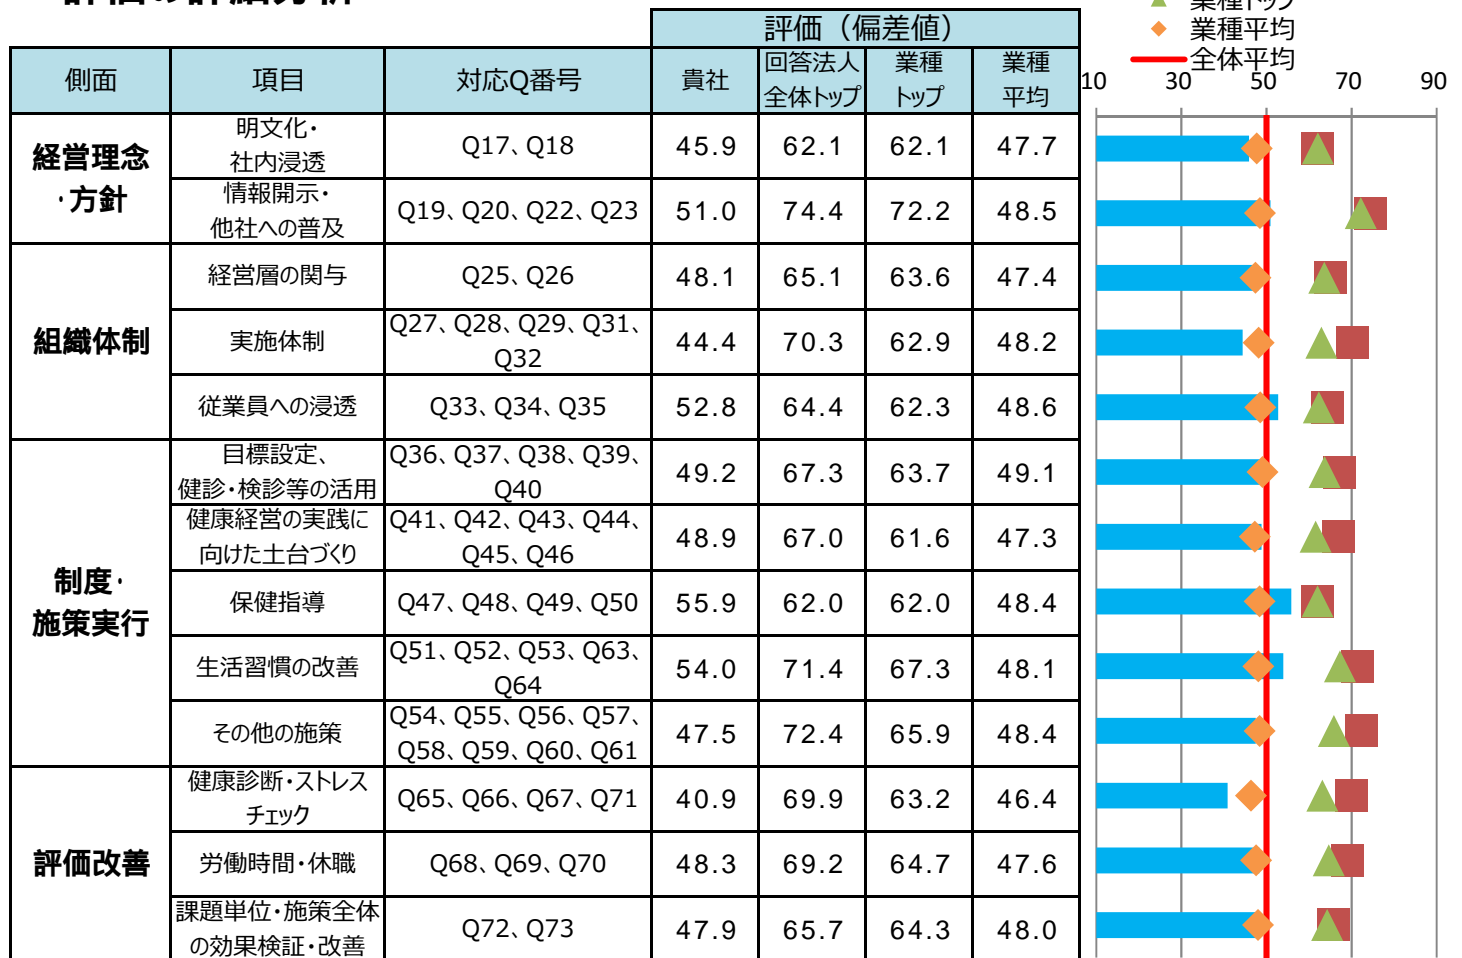 評価の詳細分析
業種トップ
業種平均
全体平均
評価（偏差値）
側面 項目 対応Q番号 貴社 回答法人全体トップ 業種トップ 業種平均
10 30 50 70 90
経営理念・方針
明文化・
社内浸透
Q17、Q18 45.9 62.1 62.1 47.7
情報開示・
他社への普及
Q19、Q20、Q22、Q23 51.0 74.4 72.2 48.5
組織体制
経営層の関与 Q25、Q26 48.1 65.1 63.6 47.4
実施体制
Q27、Q28、Q29、Q31、
Q32
44.4 70.3 62.9 48.2
従業員への浸透 Q33、Q34、Q35 52.8 64.4 62.3 48.6
制度・
施策実行
目標設定、
健診・検診等の活用
Q36、Q37、Q38、Q39、
Q40
49.2 67.3 63.7 49.1
健康経営の実践に
向けた土台づくり
Q41、Q42、Q43、Q44、
Q45、Q46
48.9 67.0 61.6 47.3
保健指導 Q47、Q48、Q49、Q50 55.9 62.0 62.0 48.4
生活習慣の改善
Q51、Q52、Q53、Q63、
Q64
54.0 71.4 67.3 48.1
その他の施策
Q54、Q55、Q56、Q57、
Q58、Q59、Q60、Q61
47.5 72.4 65.9 48.4
評価改善
健康診断・ストレス
チェック
Q65、Q66、Q67、Q71 40.9 69.9 63.2 46.4
労働時間・休職 Q68、Q69、Q70 48.3 69.2 64.7 47.6
課題単位・施策全体
の効果検証・改善
Q72、Q73 47.9 65.7 64.3 48.0